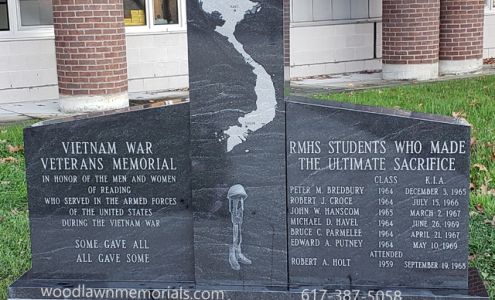 VIETNAM WAR
VETERANS MEMORIAL
IN HONOR OF THE MEN AND WOMEN
OF READING
WHO SERVED IN THE ARMED FORCES
OF THE UNITED STATES
DURING THE VIETNAM WAR
SOME GAVE ALL
ALL GAVE SOME
RMHS STUDENTS WHO MADE
THE ULTIMATE SACRIFICE
CLASS K.I.A.
PETER M. BREDBURY 1964 DECEMBER 5, 1965
ROBERT J. CROCE 1964 JULY 15, 1966
JOHN W. HANSCOM 1965 MARCH 2, 1967
MICHAEL D. HAVEL 1964 JUNE 26, 1969
BRUCE C. PARMELEE 1964 APRIL 21, 1967
EDWARD A. PUTNEY 1964 MAY 10, 1969
ATTENDED
ROBERT A. HOLT 1959 SEPTEMBER 19, 1968
woodlawnmemorials.com 617-387-5058